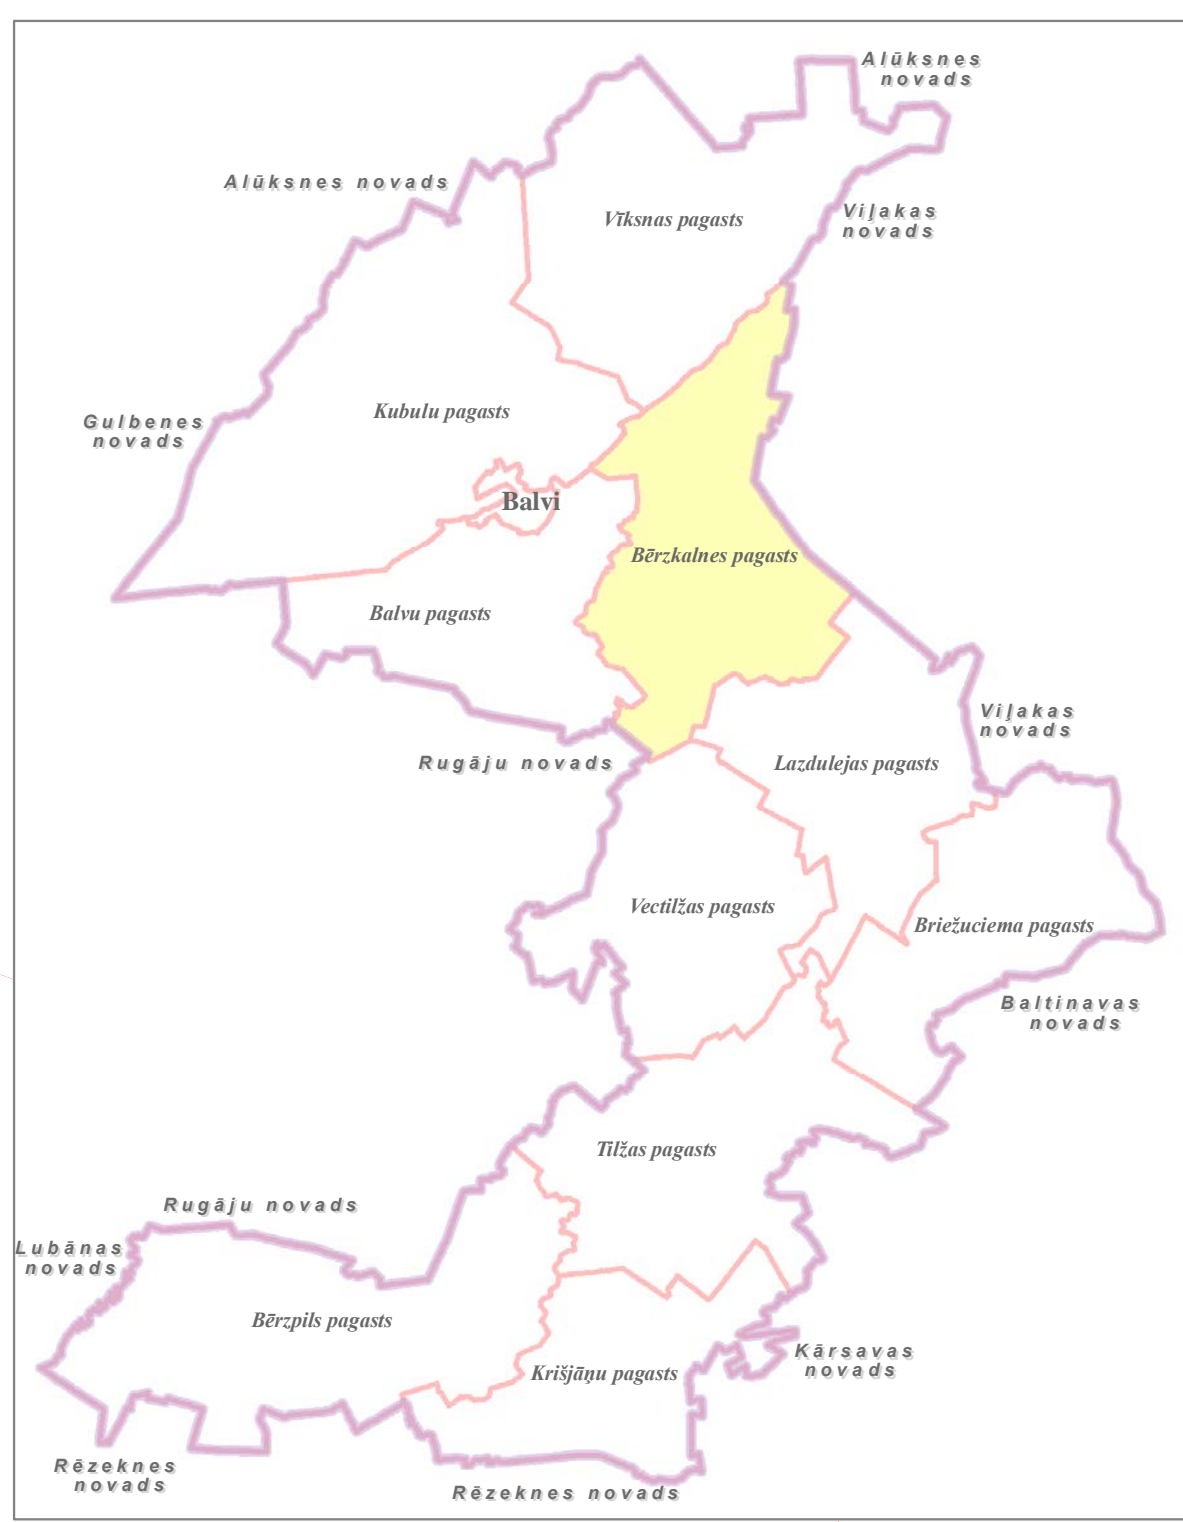 Alūksnes
novads
Alūksnes novads
Viļakas
novads
Vīksnas pagasts
Kubulu pagasts
Gulbenes
novads
Balvi
Bērzkalnes pagasts
Balvu pagasts
Viļakas
novads
Rugāju novads
Lazdulejas pagasts
Vectilžas pagasts
Briežuciema pagasts
Baltinavas
novads
Tilžas pagasts
Rugāju novads
Lubānas
novads
Bērzpils pagasts
Krišjāņu pagasts
Kārsavas
novads
Rēzeknes
novads
Rēzeknes novads